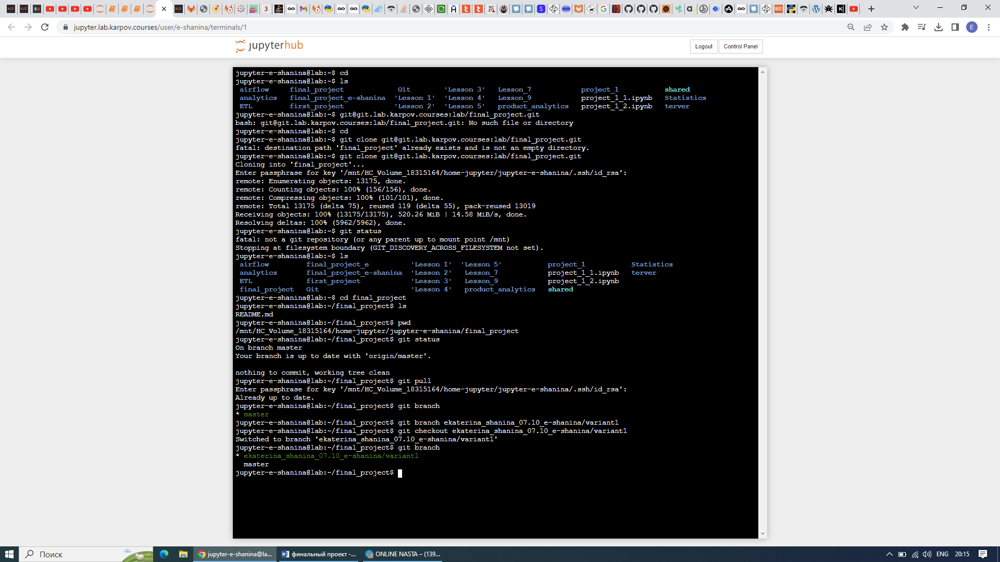 jupyter.lab.karpov.courses/user/e-shanina/terminals/1
E
jupyterhub
Logout
Control Panel
jupyter-e-shanina@lab:~$ cd
jupyter-e-shanina@lab:~$ ls
airflow final_project Git 'Lesson 3' Lesson_7 project_1 shared
analytics final_project_e-shanina 'Lesson 1' 'Lesson 4' Lesson_9 project_1_1.ipynb Statistics
ETL first_project 'Lesson 2' 'Lesson 5' product_analytics project_1_2.ipynb terver
jupyter-e-shanina@lab:~$ git@git.lab.karpov.courses:lab/final_project.git
bash: git@git.lab.karpov.courses:lab/final_project.git: No such file or directory
jupyter-e-shanina@lab:~$ cd
jupyter-e-shanina@lab:~$ git clone git@git.lab.karpov.courses:lab/final_project.git
fatal: destination path 'final_project' already exists and is not an empty directory.
jupyter-e-shanina@lab:~$ git clone git@git.lab.karpov.courses:lab/final_project.git
Cloning into 'final_project'...
Enter passphrase for key '/mnt/HC_Volume_18315164/home-jupyter/jupyter-e-shanina/.ssh/id_rsa':
remote: Enumerating objects: 13175, done.
remote: Counting objects: 100% (156/156), done.
remote: Compressing objects: 100% (101/101), done.
remote: Total 13175 (delta 75), reused 119 (delta 55), pack-reused 13019
Receiving objects: 100% (13175/13175), 520.26 MiB | 14.58 MiB/s, done.
Resolving deltas: 100% (5962/5962), done.
jupyter-e-shanina@lab:~$ git status
fatal: not a git repository (or any parent up to mount point /mnt)
Stopping at filesystem boundary (GIT_DISCOVERY_ACROSS_FILESYSTEM not set).
jupyter-e-shanina@lab:~$ ls
airflow final_project_e 'Lesson 1' 'Lesson 5' project_1 Statistics
analytics final_project_e-shanina 'Lesson 2' Lesson_7 project_1_1.ipynb terver
ETL first_project 'Lesson 3' Lesson_9 project_1_2.ipynb
final_project Git 'Lesson 4' product_analytics shared
jupyter-e-shanina@lab:~$ cd final_project
jupyter-e-shanina@lab:~/final_project$ ls
README.md
jupyter-e-shanina@lab:~/final_project$ pwd
/mnt/HC_Volume_18315164/home-jupyter/jupyter-e-shanina/final_project
jupyter-e-shanina@lab:~/final_project$ git status
On branch master
Your branch is up to date with 'origin/master'.
nothing to commit, working tree clean
jupyter-e-shanina@lab:~/final_project$ git pull
Enter passphrase for key '/mnt/HC_Volume_18315164/home-jupyter/jupyter-e-shanina/.ssh/id_rsa':
Already up to date.
jupyter-e-shanina@lab:~/final_project$ git branch
* master
jupyter-e-shanina@lab:~/final_project$ git branch ekaterina_shanina_07.10_e-shanina/variant1
jupyter-e-shanina@lab:~/final_project$ git checkout ekaterina_shanina_07.10_e-shanina/variant1
Switched to branch 'ekaterina_shanina_07.10_e-shanina/variant1'
jupyter-e-shanina@lab:~/final_project$ git branch
* ekaterina_shanina_07.10_e-shanina/variant1
master
jupyter-e-shanina@lab:~/final_project$
Поиск
jupyter-e-shanina@la...
финальный проект -...
ONLINE NASTA – (139...
ENG
20:15